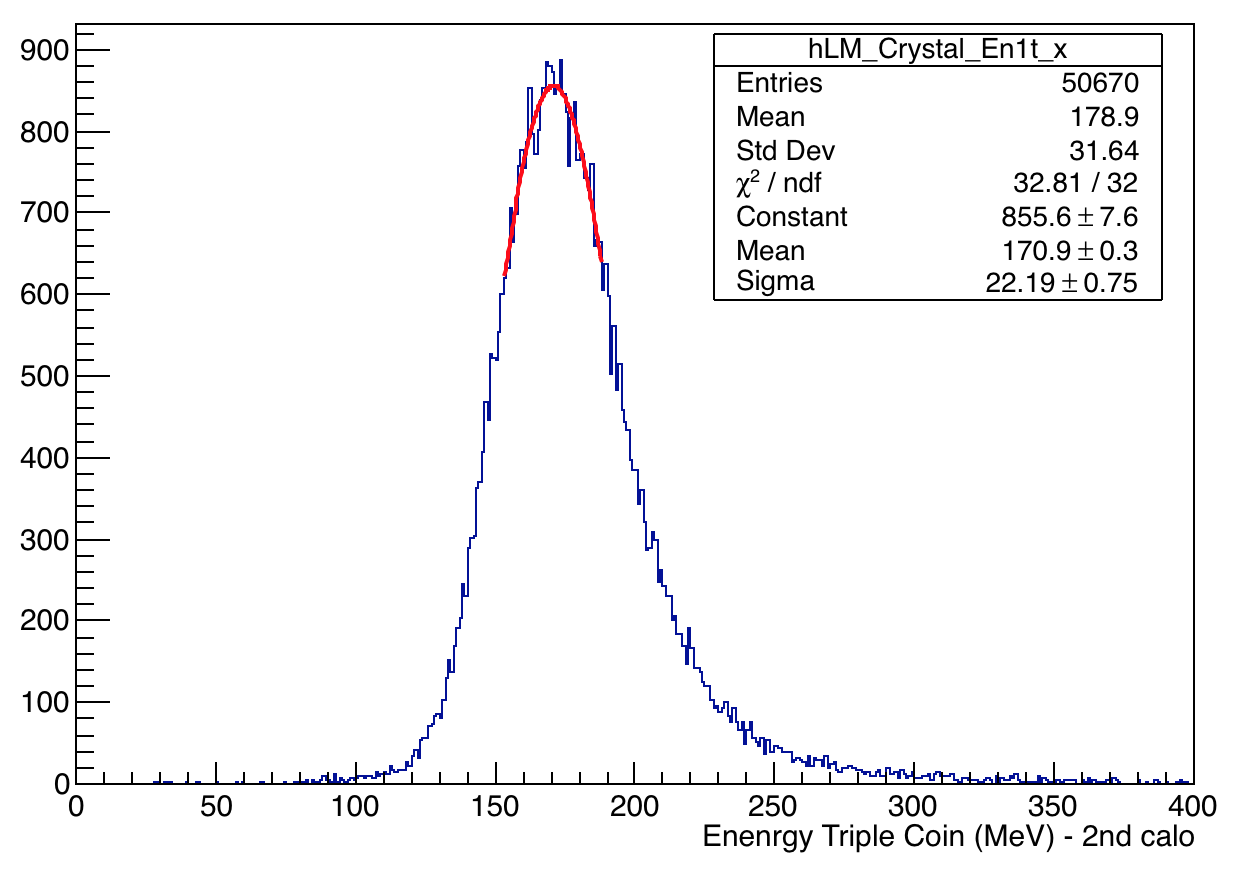 hLM_Crystal_En1t_x
Entries 50670
Mean 178.9
Std Dev 31.64
χ² / ndf 32.81 / 32
Constant 855.6 ± 7.6
Mean 170.9 ± 0.3
Sigma 22.19 ± 0.75
900
800
700
600
500
400
300
200
100
0
0 50 100 150 200 250 300 350 400
Enenrgy Triple Coin (MeV) - 2nd calo